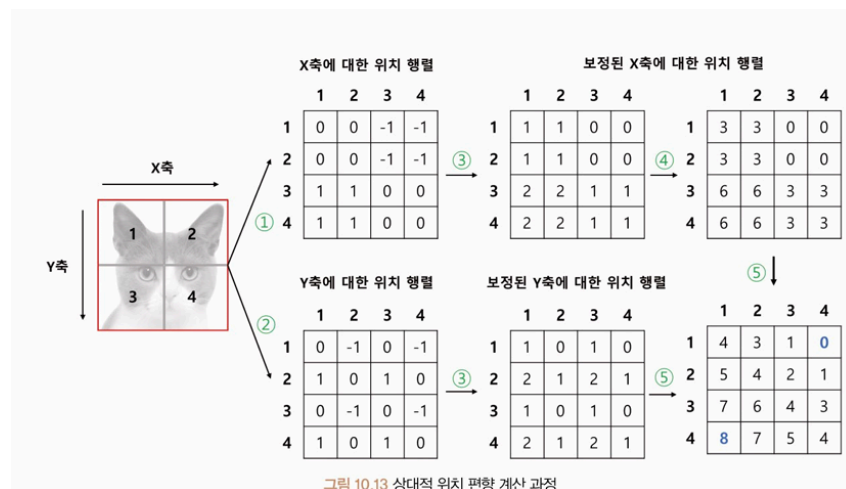 X축에 대한 위치 행렬
보정된 X축에 대한 위치 행렬
1 2 3 4
1 0 0 -1 -1
2 0 0 -1 -1
3 1 1 0 0
4 1 1 0 0
③
1 2 3 4
1 1 1 0 0
2 1 1 0 0
3 2 2 1 1
4 2 2 1 1
④
1 2 3 4
1 3 3 0 0
2 3 3 0 0
3 6 6 3 3
4 6 6 3 3
X축
Y축
1 2
3 4
①
②
⑤
Y축에 대한 위치 행렬
보정된 Y축에 대한 위치 행렬
1 2 3 4
1 0 -1 0 -1
2 1 0 1 0
3 0 -1 0 -1
4 1 0 1 0
③
1 2 3 4
1 1 0 1 0
2 2 1 2 1
3 1 0 1 0
4 2 1 2 1
⑤
1 2 3 4
1 4 3 1 0
2 5 4 2 1
3 7 6 4 3
4 8 7 5 4
그림 10.13 상대적 위치 편향 계산 과정